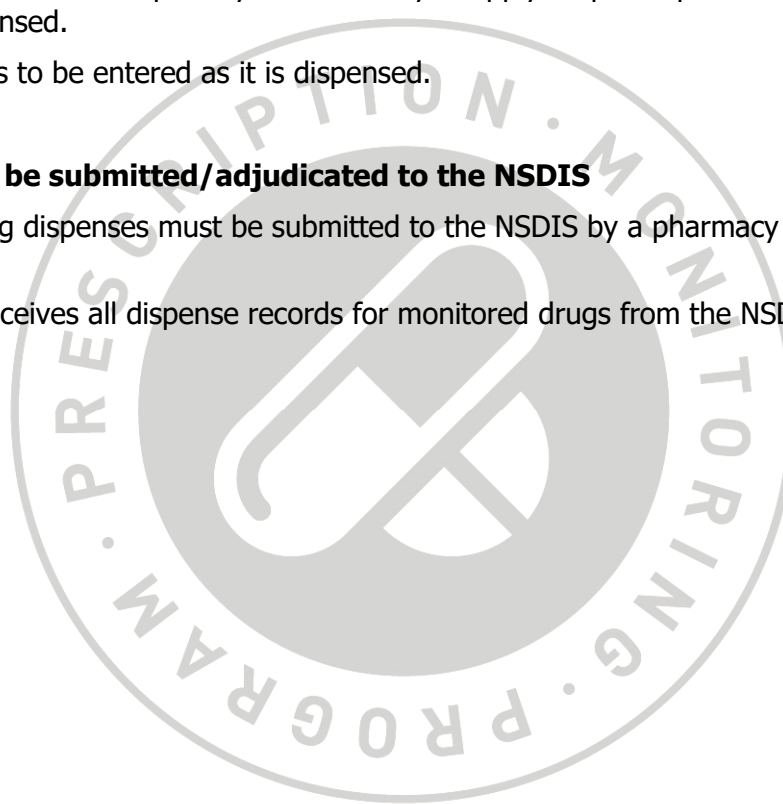 nsed.
s to be entered as it is dispensed.
be submitted/adjudicated to the NSDIS
g dispenses must be submitted to the NSDIS by a pharmacy
ceives all dispense records for monitored drugs from the NSD
PRESCRIPTION · MONITORING · PROGRAM ·